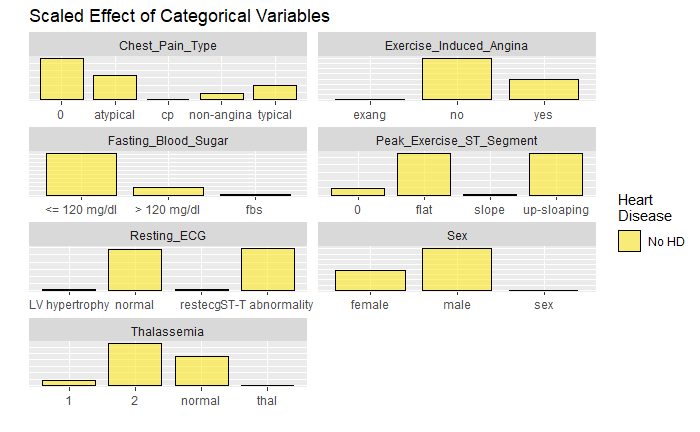 Scaled Effect of Categorical Variables
Chest_Pain_Type
0 atypical cp non-angina typical
Exercise_Induced_Angina
exang no yes
Fasting_Blood_Sugar
<= 120 mg/dl > 120 mg/dl fbs
Peak_Exercise_ST_Segment
0 flat slope up-sloaping
Resting_ECG
LV hypertrophy normal restecg ST-T abnormality
Sex
female male sex
Thalassemia
1 2 normal thal
Heart
Disease
No HD